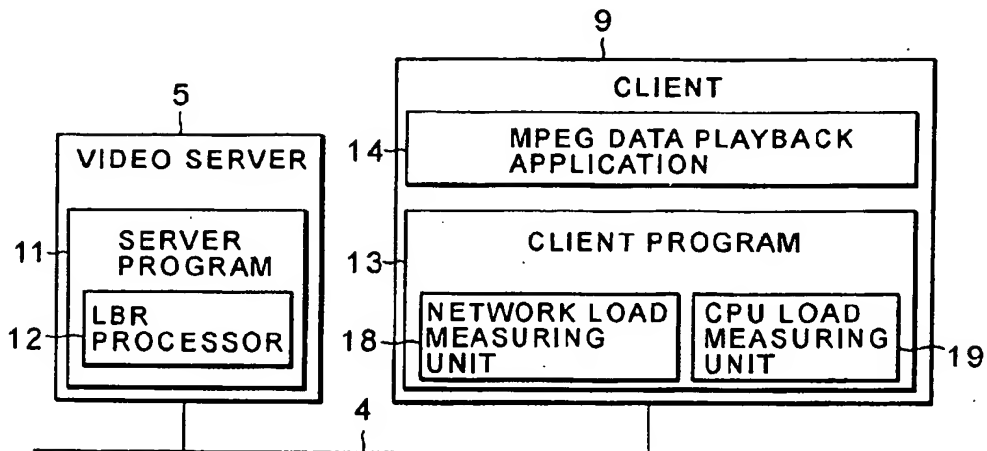 9
CLIENT
5
VIDEO SERVER
14
MPEG DATA PLAYBACK
APPLICATION
11
SERVER
PROGRAM
13
CLIENT PROGRAM
12
LBR
PROCESSOR
18
NETWORK LOAD
MEASURING
UNIT
CPU LOAD
MEASURING
UNIT
19
4